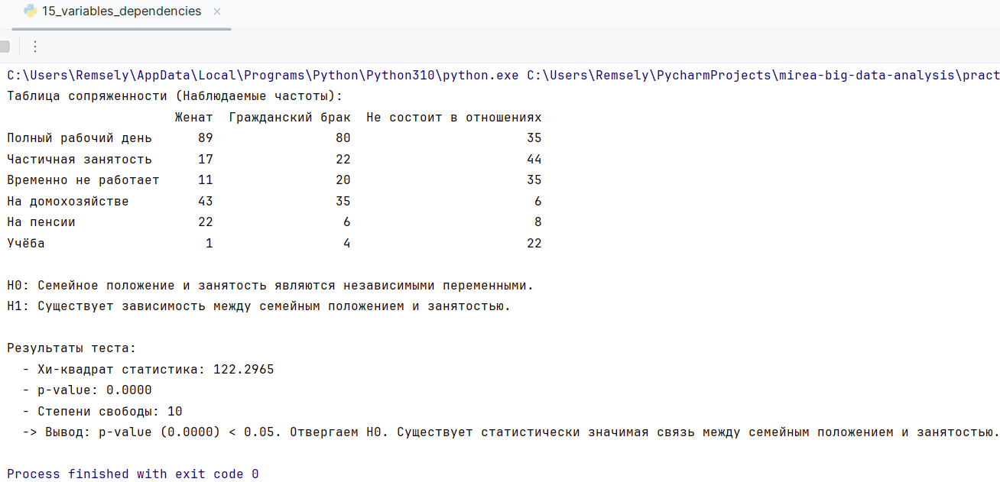 15_variables_dependencies
C:\Users\Remsely\AppData\Local\Programs\Python\Python310\python.exe C:\Users\Remsely\PycharmProjects\mirea-big-data-analysis\pract
Таблица сопряженности (Наблюдаемые частоты):
Женат Гражданский брак Не состоит в отношениях
Полный рабочий день 89 80 35
Частичная занятость 17 22 44
Временно не работает 11 20 35
На домохозяйстве 43 35 6
На пенсии 22 6 8
Учёба 1 4 22
H0: Семейное положение и занятость являются независимыми переменными.
H1: Существует зависимость между семейным положением и занятостью.
Результаты теста:
- Хи-квадрат статистика: 122.2965
- p-value: 0.0000
- Степени свободы: 10
-> Вывод: p-value (0.0000) < 0.05. Отвергаем H0. Существует статистически значимая связь между семейным положением и занятостью.
Process finished with exit code 0